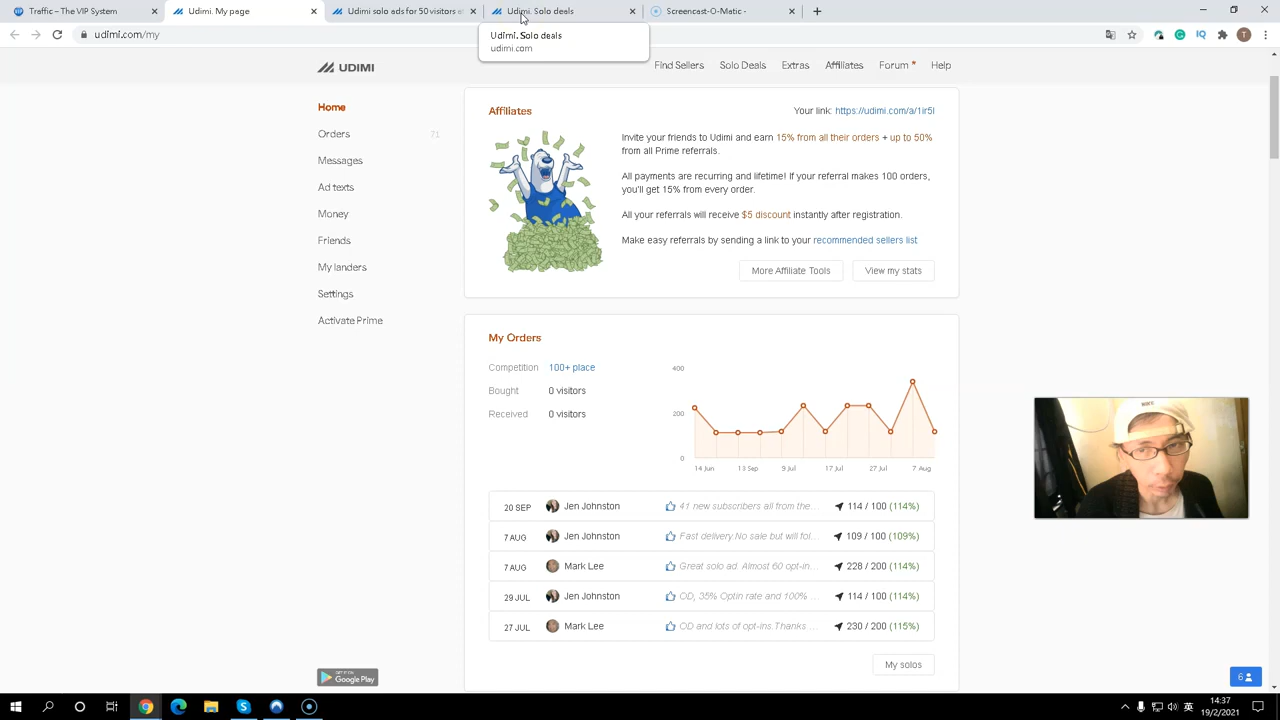 Traffic - The VIP System
Udimi. My page
Udimi solo ads for 50 visitors et
Udimi. Solo deals
Screencast-O-Matic -
udimi.com/my
T
Udimi. Solo deals
udimi.com
UDIMI
Find Sellers
Solo Deals
Extras
Affiliates
Forum
Help
Home
Orders 71
Messages
Ad texts
Money
Friends
My landers
Settings
Activate Prime
Affiliates
Your link: https://udimi.com/a/1ir5l
Invite your friends to Udimi and earn 15% from all their orders + up to 50%
from all Prime referrals.
All payments are recurring and lifetime! If your referral makes 100 orders,
you'll get 15% from every order.
All your referrals will receive $5 discount instantly after registration.
Make easy referrals by sending a link to your recommended sellers list
More Affiliate Tools
View my stats
My Orders
Competition 100+ place
Bought 0 visitors
Received 0 visitors
400
200
0
14 Jun 13 Sep 9 Jul 17 Jul 27 Jul 7 Aug
20 SEP Jen Johnston 41 new subscribers all from the... 114 / 100 (114%)
7 AUG Jen Johnston Fast delivery.No sale but will fol... 109 / 100 (109%)
7 AUG Mark Lee Great solo ad. Almost 60 opt-in... 228 / 200 (114%)
29 JUL Jen Johnston OD, 35% Optin rate and 100% ... 114 / 100 (114%)
27 JUL Mark Lee OD and lots of opt-ins.Thanks.... 230 / 200 (115%)
My solos
GET IT ON
Google Play
6
14:37
19/2/2021
英